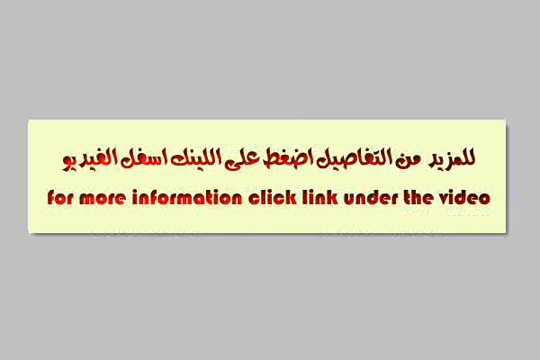 للمزيد من التفاصيل اضغط على اللينك اسفل الفيديو
for more information click link under the video